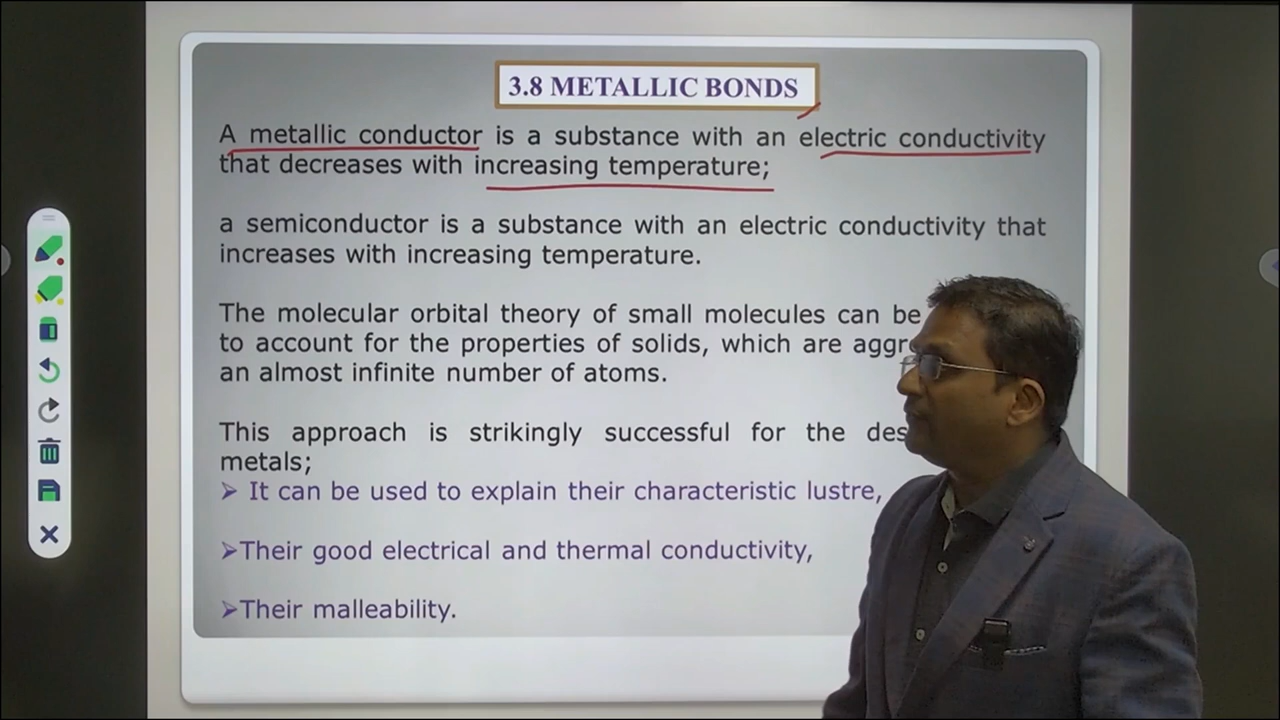 3.8 METALLIC BONDS
A metallic conductor is a substance with an electric conductivity
that decreases with increasing temperature;
a semiconductor is a substance with an electric conductivity that
increases with increasing temperature.
The molecular orbital theory of small molecules can be
to account for the properties of solids, which are
an almost infinite number of atoms.
This approach is strikingly successful for the
metals;
➢ It can be used to explain their characteristic lustre,
➢Their good electrical and thermal conductivity,
➢Their malleability.